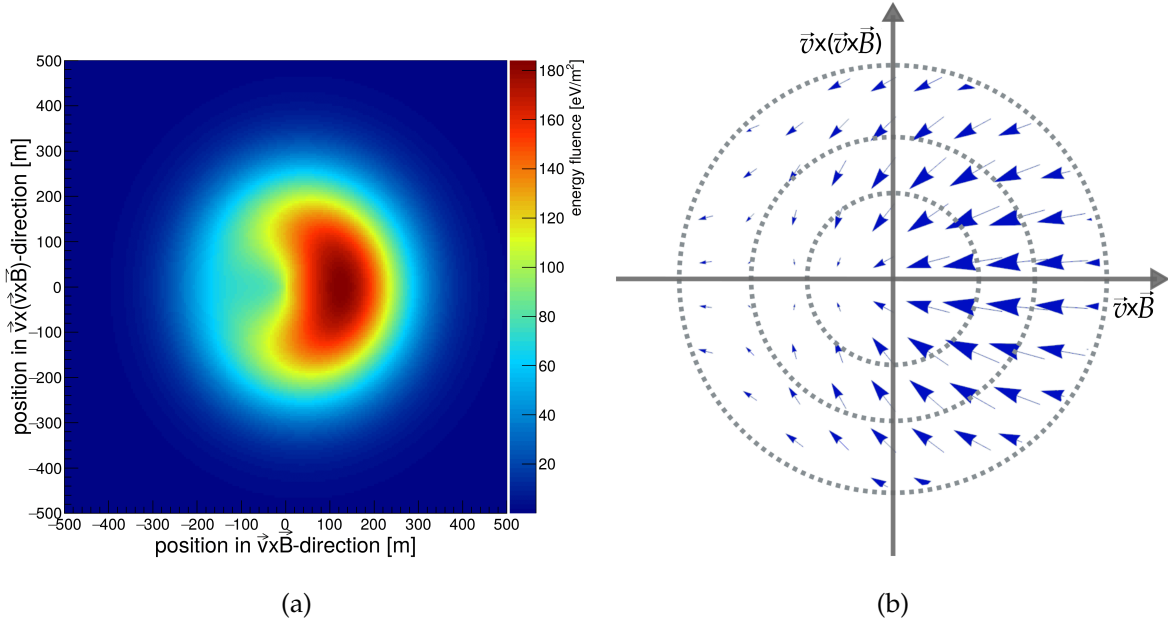 500
400
300
200
100
0
−100
−200
−300
−400
−500
position in v⃗x(v⃗xB⃗)-direction [m]
−500 −400 −300 −200 −100 0 100 200 300 400 500
position in v⃗xB⃗-direction [m]
180
160
140
120
100
80
60
40
20
energy fluence [eV/m²]
(a)
v⃗x(v⃗xB⃗)
v⃗xB⃗
(b)